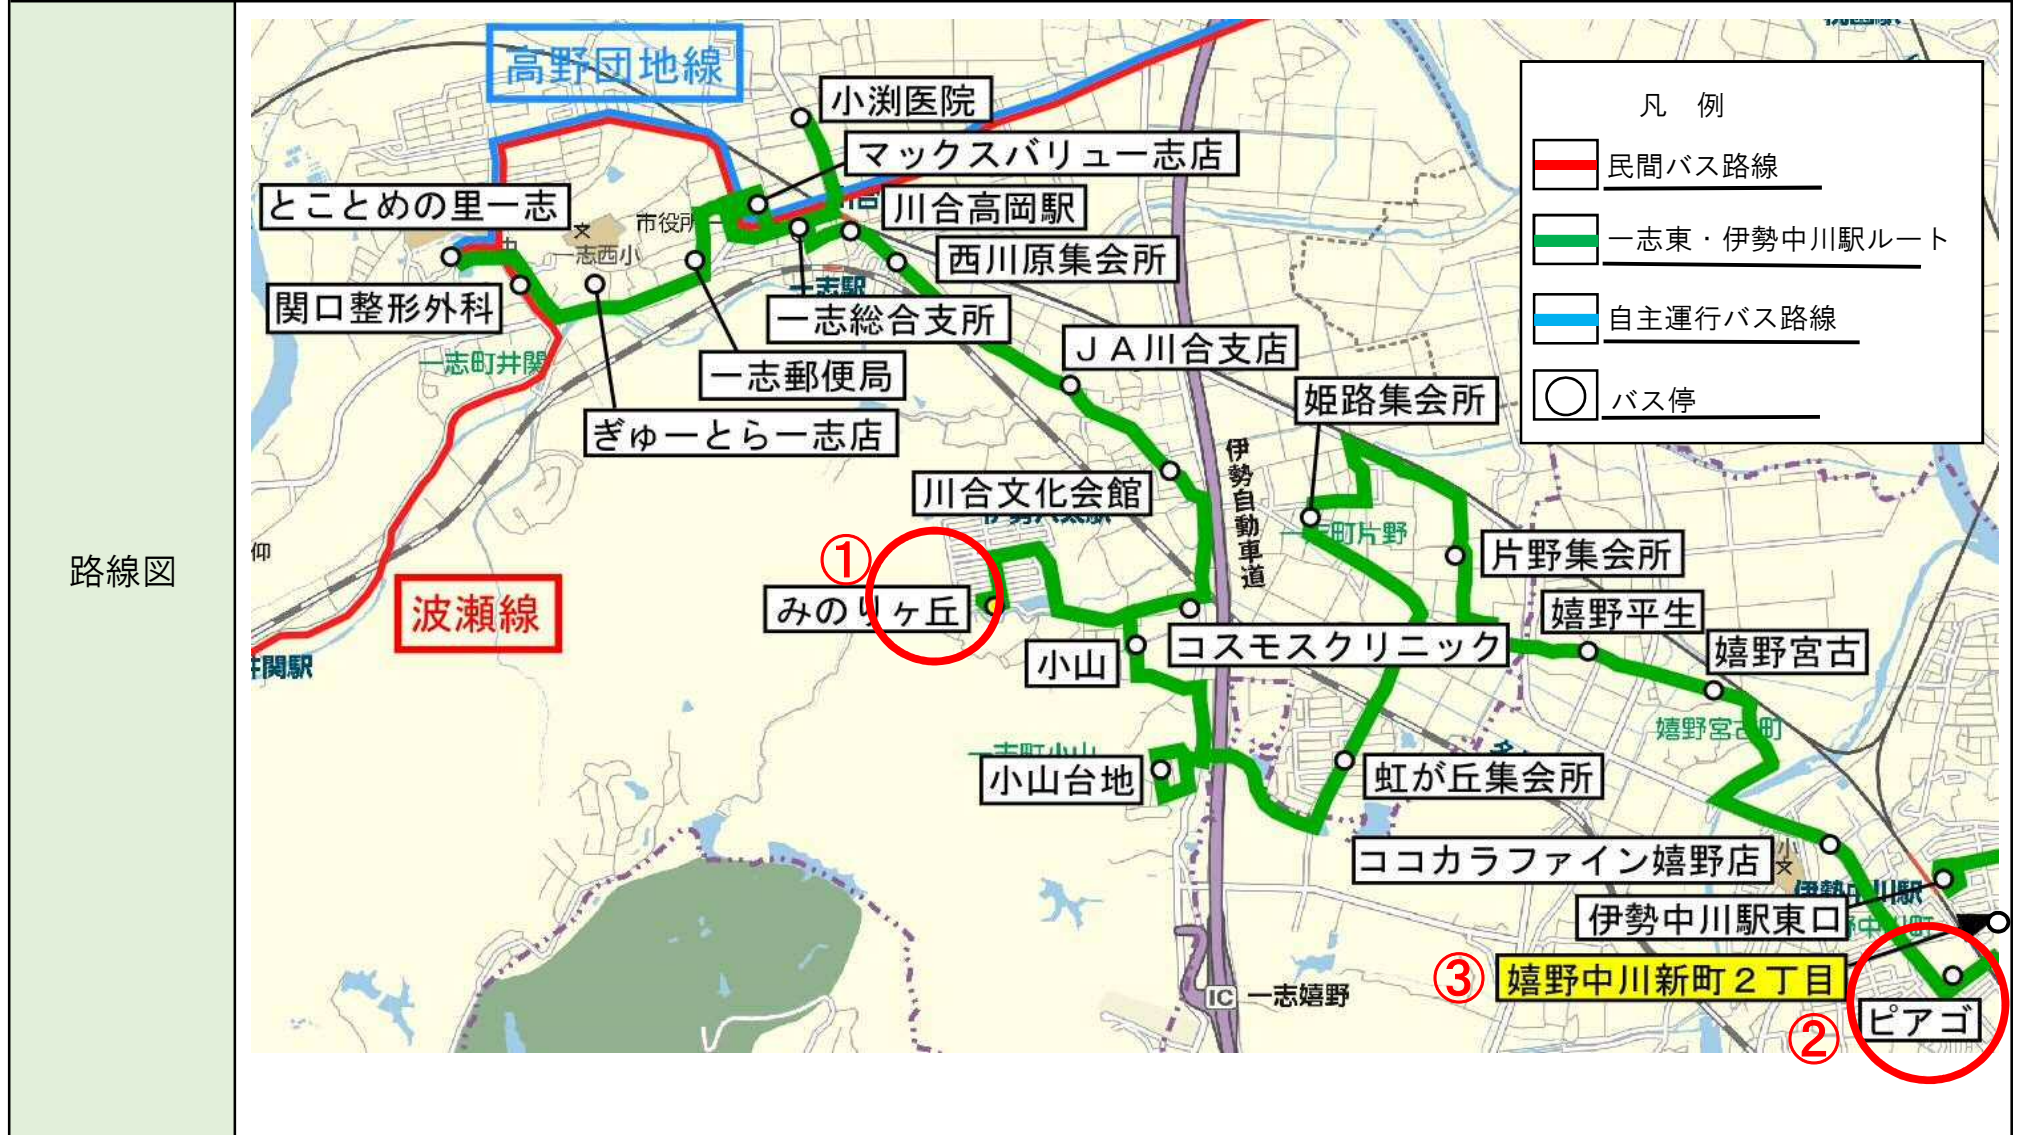 路線図
高野団地線
小渕医院
マックスバリュー一志店
とことめの里一志
市役所
川合高岡駅
一志西小
西川原集会所
関口整形外科
一志駅
一志総合支所
一志町井関
一志郵便局
JA川合支店
ぎゅーとら一志店
姫路集会所
凡 例
民間バス路線
一志東・伊勢中川駅ルート
自主運行バス路線
バス停
川合文化会館
伊勢自動車道
一志町片野
仰
①
みのりヶ丘
片野集会所
波瀬線
井関駅
小山
コスモスクリニック
嬉野平生
嬉野宮古
嬉野宮古町
一志町小山
小山台地
虹が丘集会所
ココカラファイン嬉野店
小
伊勢中川駅
伊勢中川駅東口
③
嬉野中川新町2丁目
IC 一志嬉野
②
ピアゴ